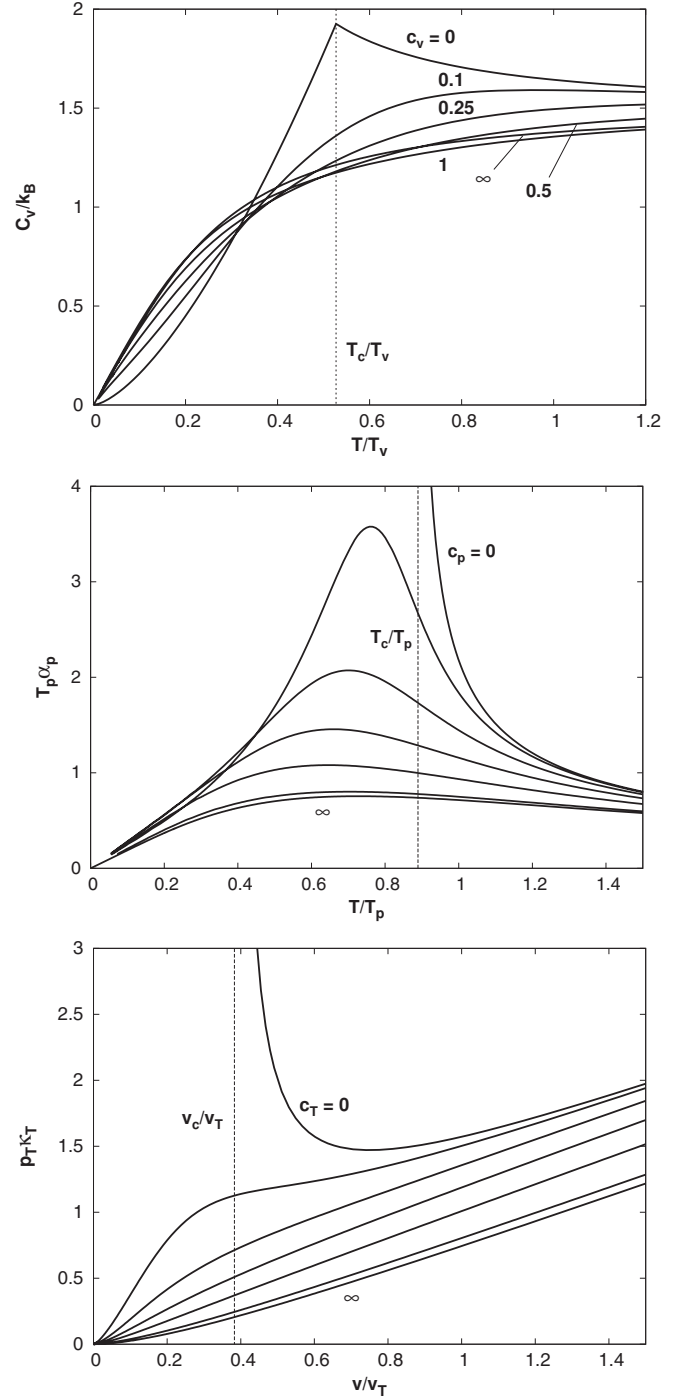 2
1.5
1
0.5
0
C_v/k_B
c_v = 0
0.1
0.25
1
∞
0.5
T_c/T_v
0 0.2 0.4 0.6 0.8 1 1.2
T/T_v
4
3
2
1
0
T_pα_p
c_p = 0
T_c/T_p
∞
0 0.2 0.4 0.6 0.8 1 1.2 1.4
T/T_p
3
2.5
2
1.5
1
0.5
0
p_Tκ_T
v_c/v_T
c_T = 0
∞
0 0.2 0.4 0.6 0.8 1 1.2 1.4
v/v_T